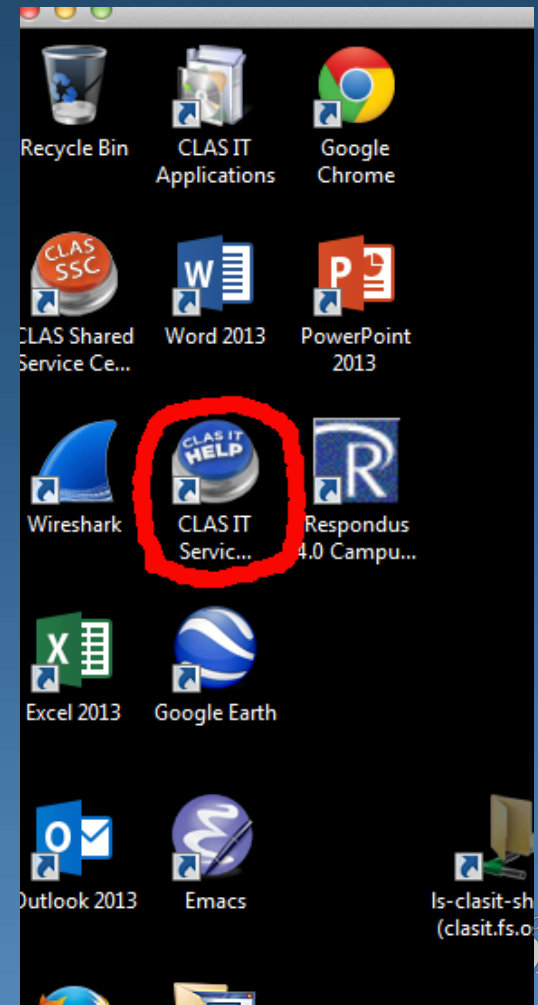 Recycle Bin
CLAS IT
Applications
Google
Chrome
CLAS
SSC
CLAS Shared
Service Ce...
W
Word 2013
P
PowerPoint
2013
Wireshark
CLAS IT
HELP
CLAS IT
Servic...
R
Respondus
4.0 Campu...
X
Excel 2013
Google Earth
O
Outlook 2013
Emacs
ls-clasit-sh
(clasit.fs.o